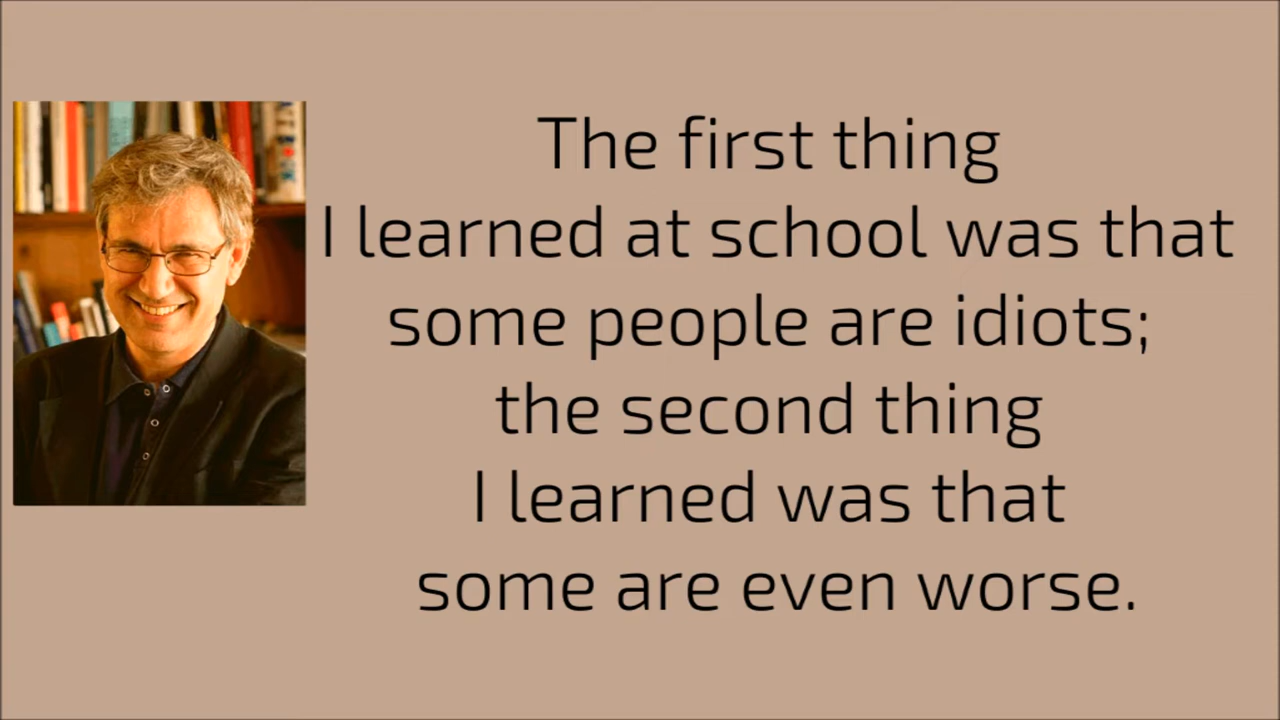 The first thing
I learned at school was that
some people are idiots;
the second thing
I learned was that
some are even worse.